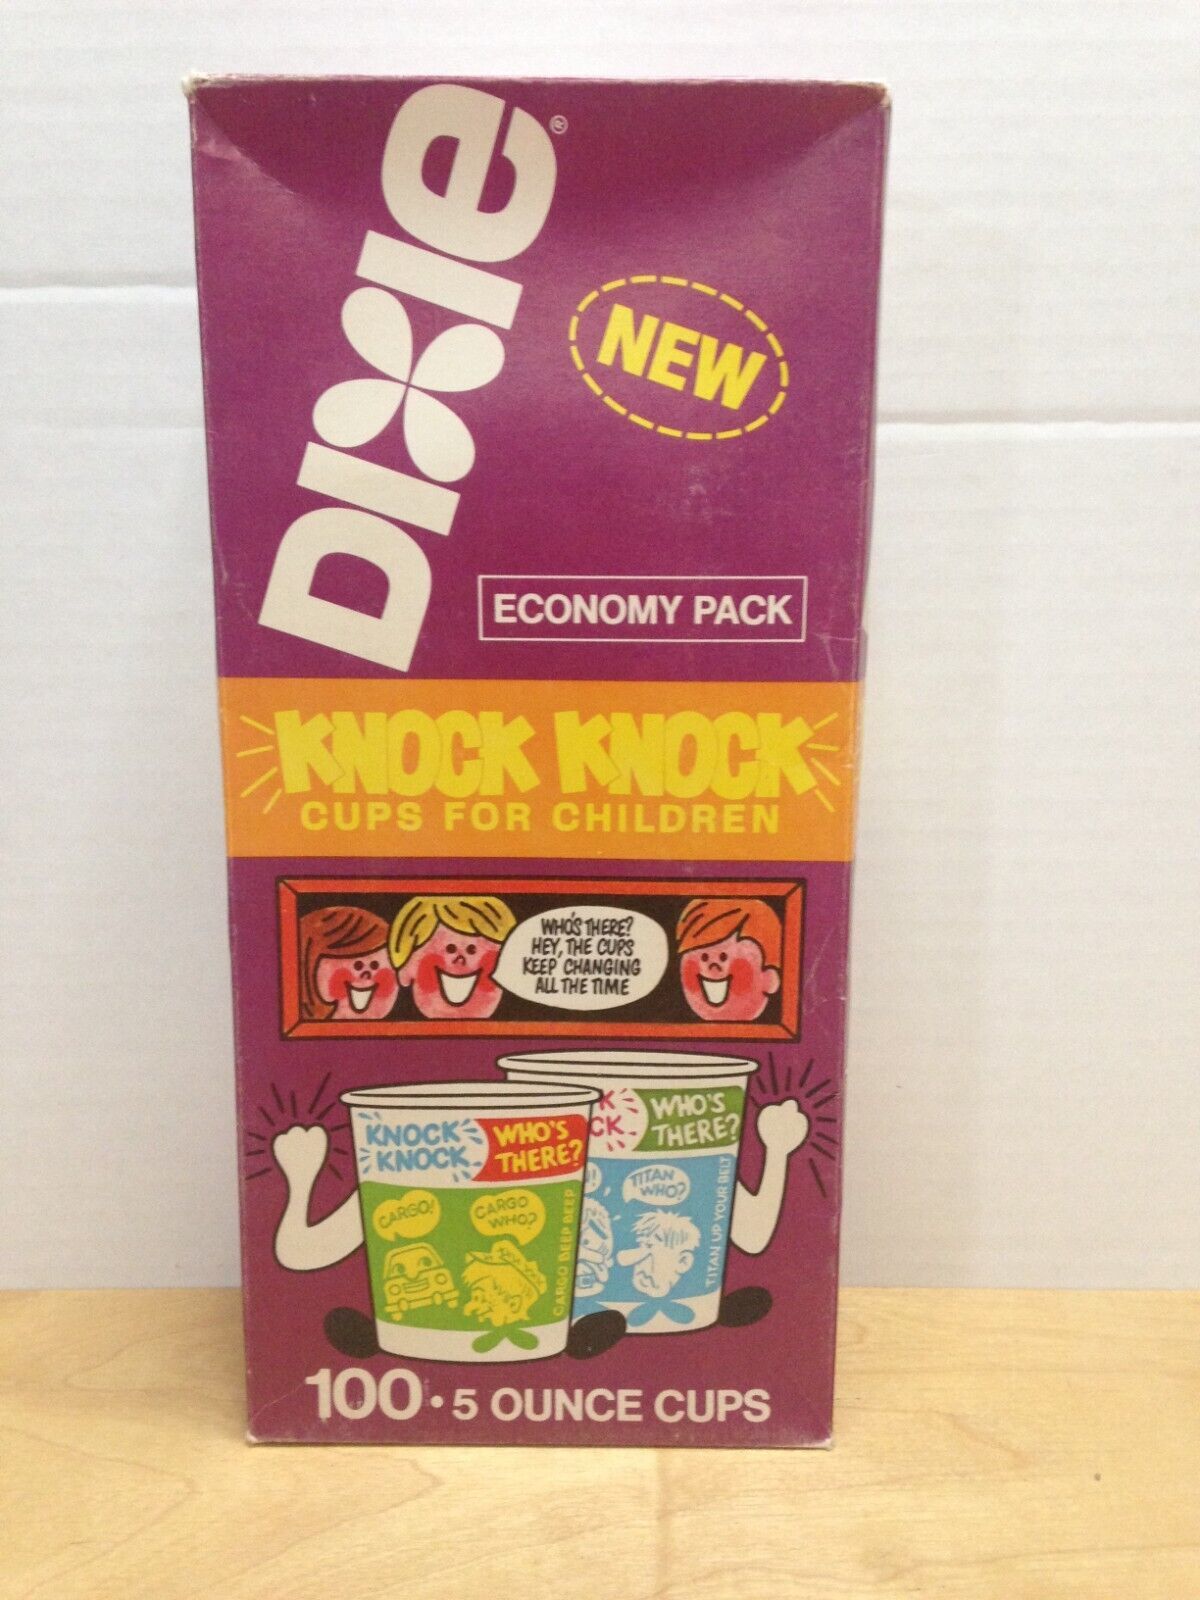 Dixie®
NEW
ECONOMY PACK
KNOCK KNOCK
CUPS FOR CHILDREN
WHO'S THERE?
HEY, THE CUPS
KEEP CHANGING
ALL THE TIME
KNOCK
KNOCK
WHO'S
THERE?
CARGO!
CARGO
WHO?
CARGO BEEP BEEP
K
CK
WHO'S
THERE?
TITAN
WHO?
TITAN UP YOUR BELT
100 • 5 OUNCE CUPS